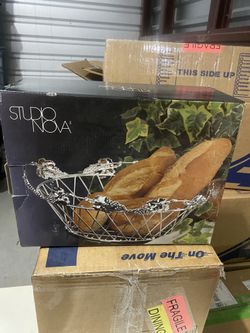 FRAGILE
THIS SIDE UP
STUDIO
NOVA
On The Move
FRAGILE
DINING